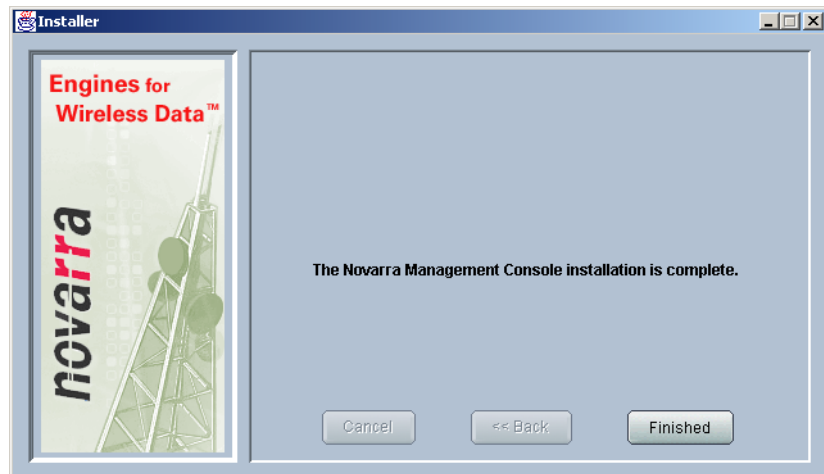 Installer
Engines for
Wireless Data™
novarra
The Novarra Management Console installation is complete.
Cancel
<< Back
Finished